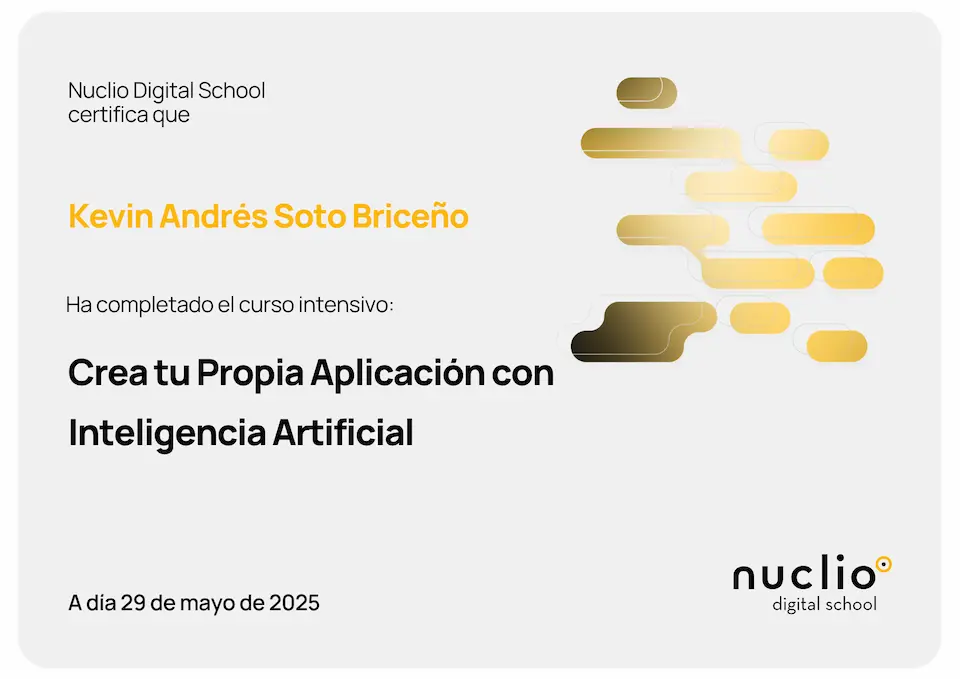 Nuclio Digital School
certifica que
Kevin Andrés Soto Briceño
Ha completado el curso intensivo:
Crea tu Propia Aplicación con
Inteligencia Artificial
A día 29 de mayo de 2025
nuclio
digital school